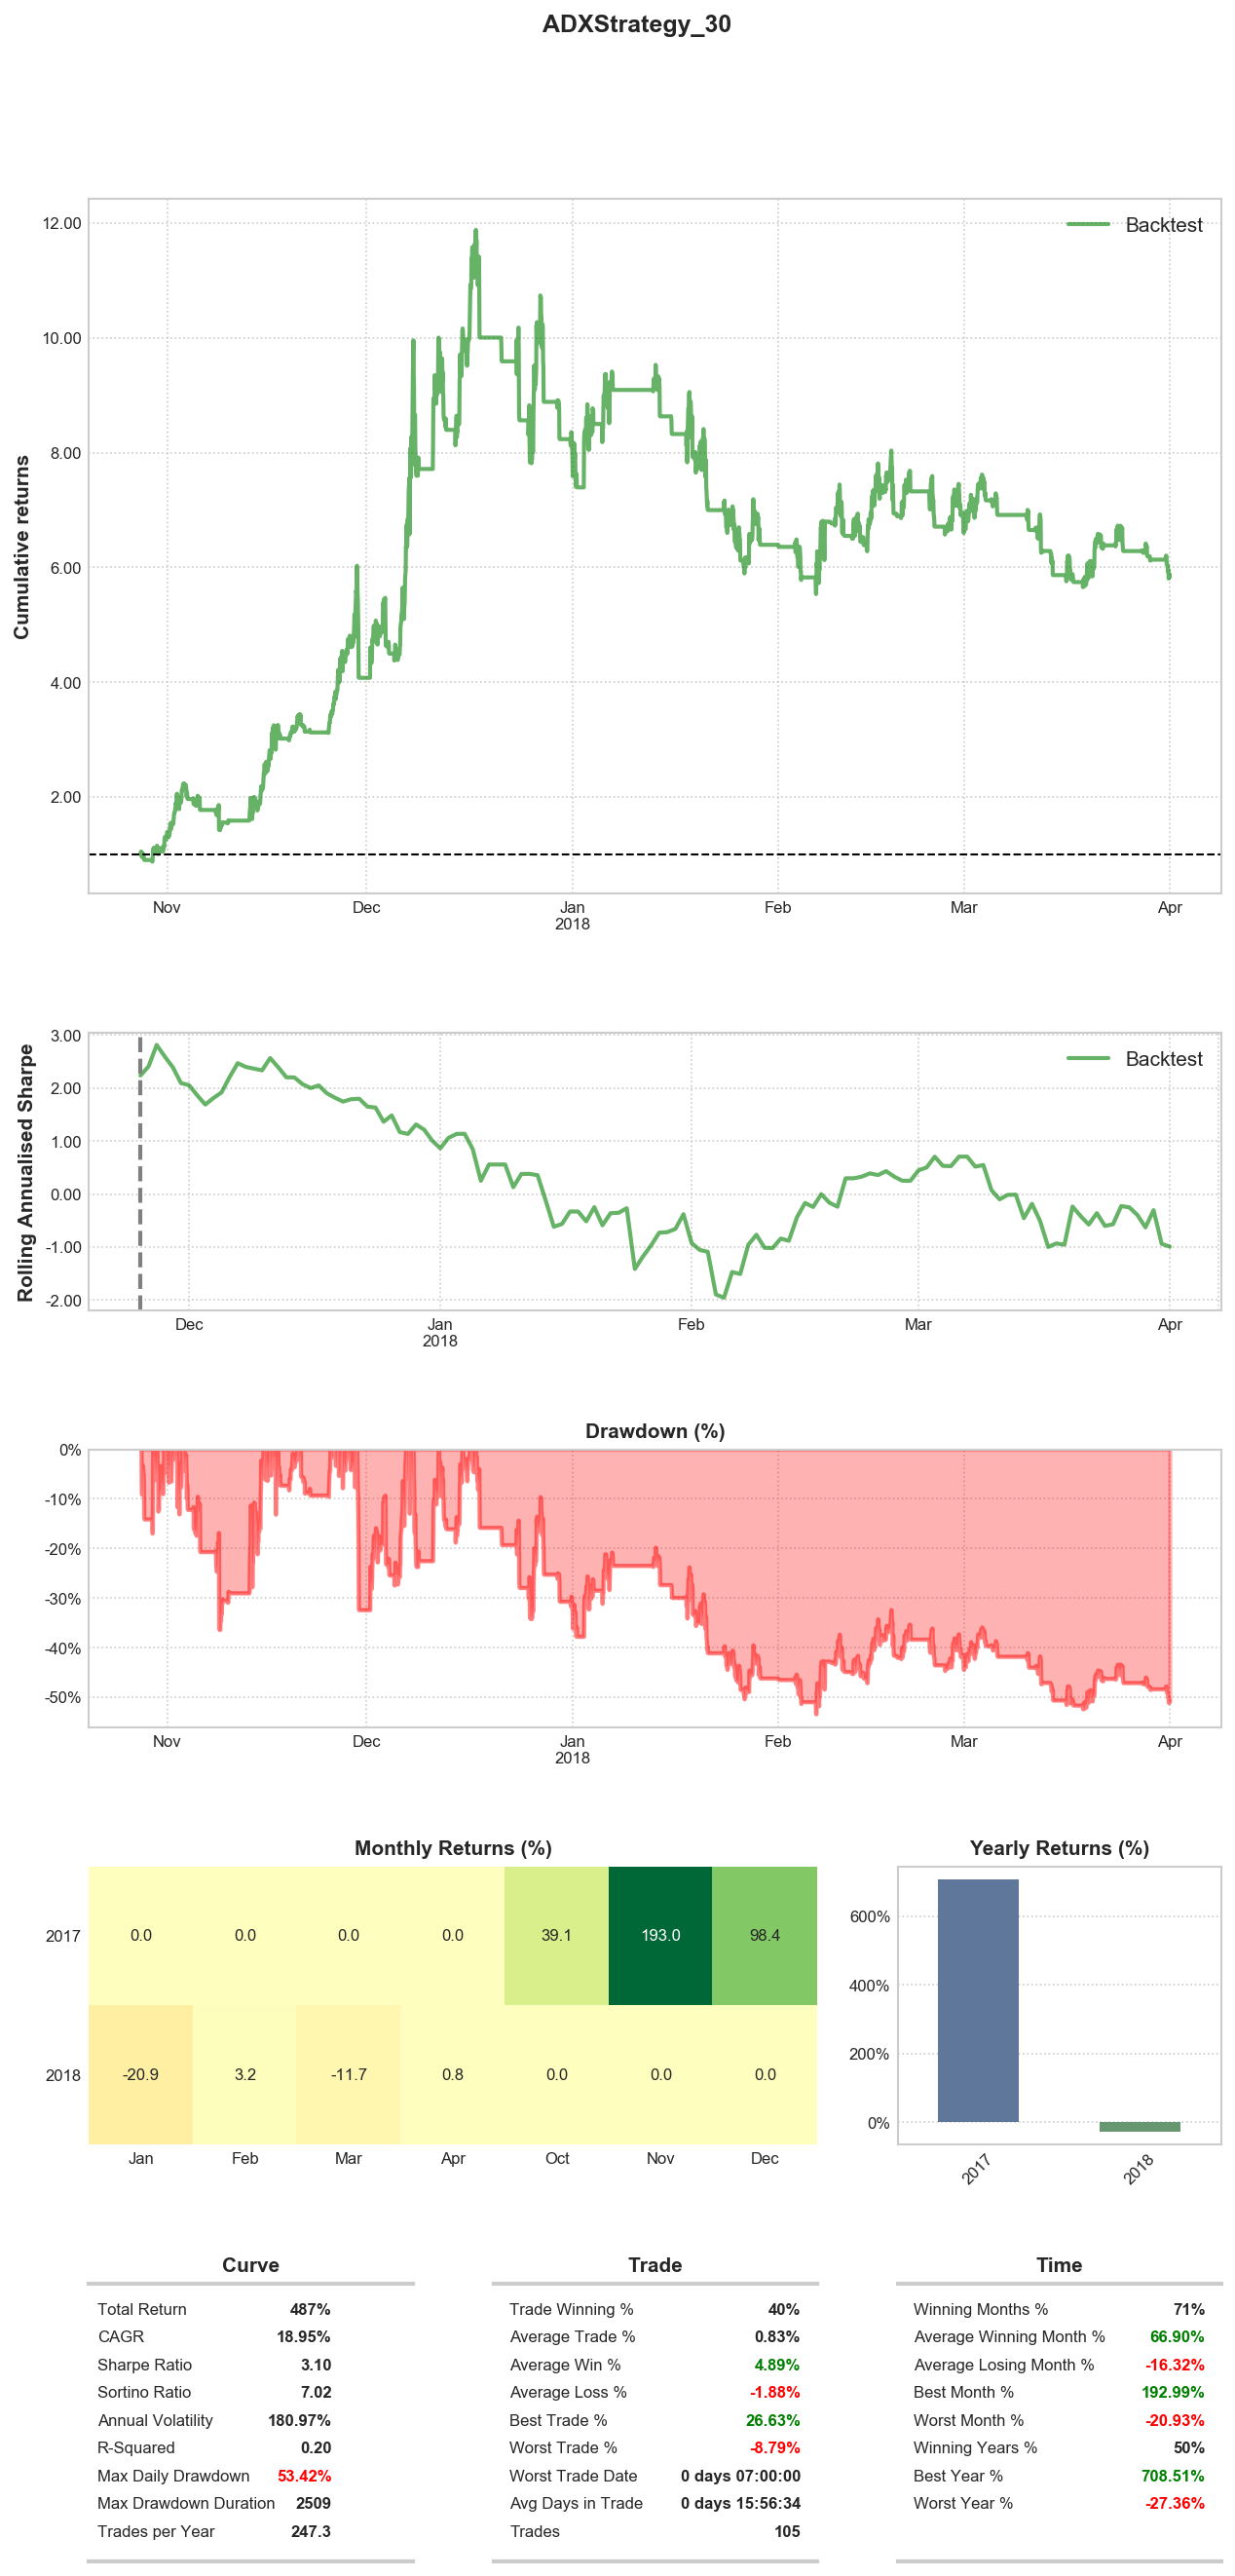 ADXStrategy_30
12.00
10.00
8.00
6.00
4.00
2.00
Cumulative returns
Backtest
Nov Dec Jan Feb Mar Apr
2018
3.00
2.00
1.00
0.00
-1.00
-2.00
Rolling Annualised Sharpe
Backtest
Dec Jan Feb Mar Apr
2018
Drawdown (%)
0%
-10%
-20%
-30%
-40%
-50%
Nov Dec Jan Feb Mar Apr
2018
Monthly Returns (%)
2017 0.0 0.0 0.0 0.0 39.1 193.0 98.4
2018 -20.9 3.2 -11.7 0.8 0.0 0.0 0.0
Jan Feb Mar Apr Oct Nov Dec
Yearly Returns (%)
600%
400%
200%
0%
2017 2018
Curve
Total Return 487%
CAGR 18.95%
Sharpe Ratio 3.10
Sortino Ratio 7.02
Annual Volatility 180.97%
R-Squared 0.20
Max Daily Drawdown 53.42%
Max Drawdown Duration 2509
Trades per Year 247.3
Trade
Trade Winning % 40%
Average Trade % 0.83%
Average Win % 4.89%
Average Loss % -1.88%
Best Trade % 26.63%
Worst Trade % -8.79%
Worst Trade Date 0 days 07:00:00
Avg Days in Trade 0 days 15:56:34
Trades 105
Time
Winning Months % 71%
Average Winning Month % 66.90%
Average Losing Month % -16.32%
Best Month % 192.99%
Worst Month % -20.93%
Winning Years % 50%
Best Year % 708.51%
Worst Year % -27.36%